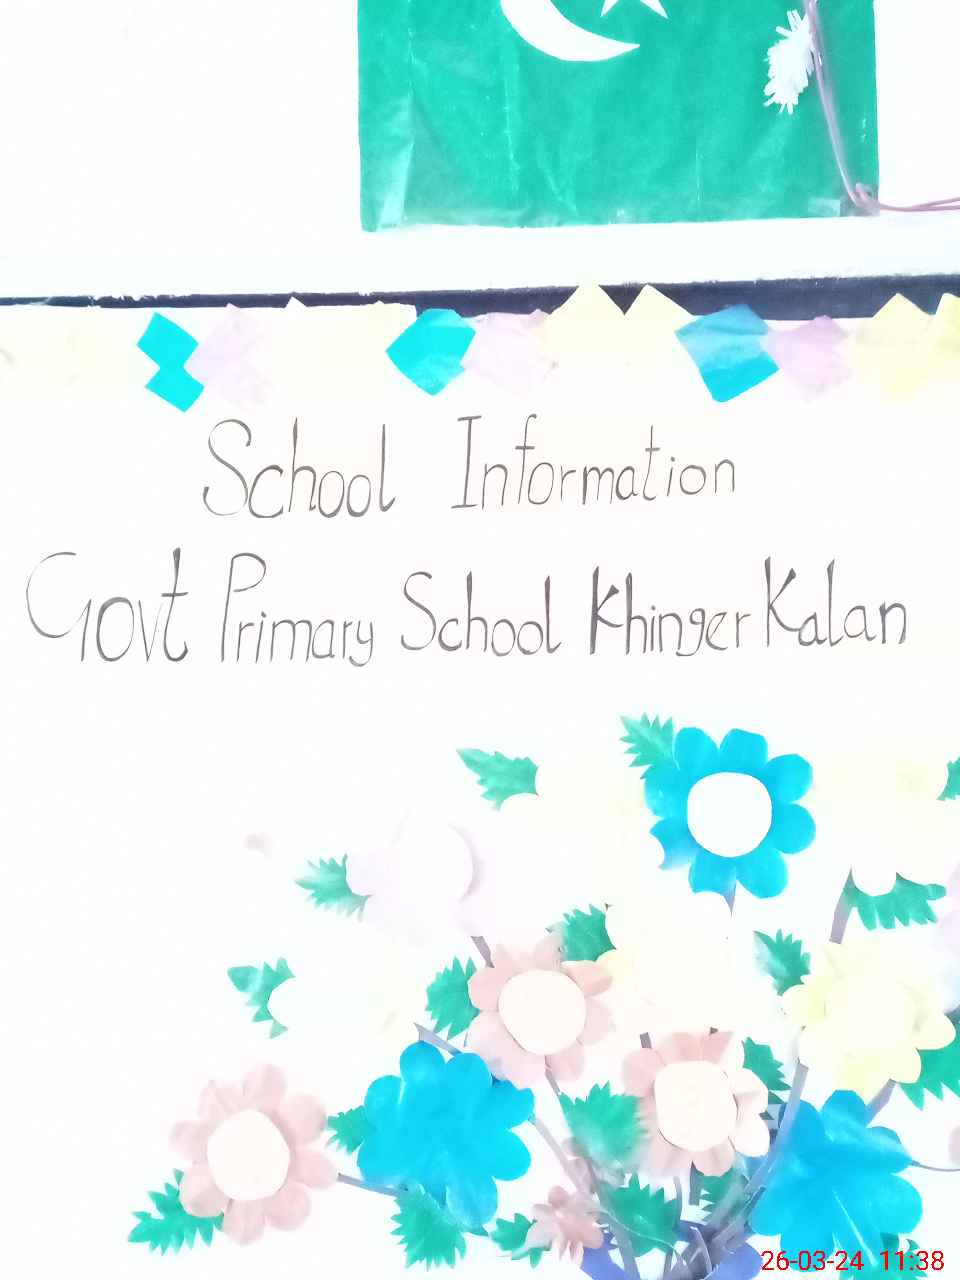 School Information
Govt Primary School Khinger Kalan
26-03-24 11:38